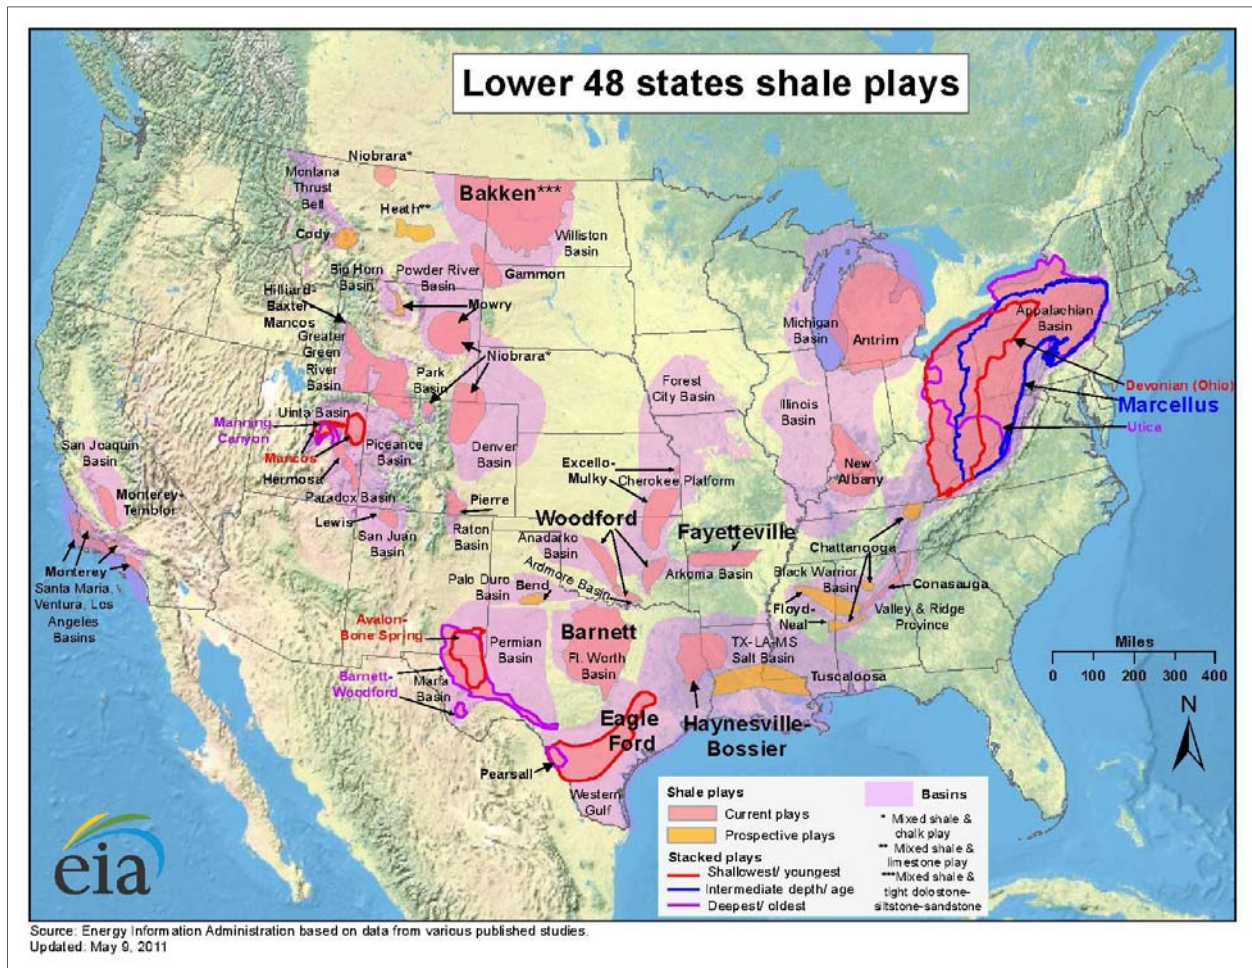 Lower 48 states shale plays
Niobrara*
Montana
Thrust
Belt
Bakken***
Heath**
Cody
Williston
Basin
Big Horn
Basin
Powder River
Basin
Gammon
Hilliard-
Baxter-
Mancos
Mowry
Greater
Green
River
Basin
Niobrara*
Park
Basin
Michigan
Basin
Antrim
Appalachian
Basin
Devonian (Ohio)
Marcellus
Utica
Forest
City Basin
Illinois
Basin
Uinta Basin
Manning
Canyon
Mancos
Piceance
Basin
Denver
Basin
San Joaquin
Basin
Hermosa
Paradox Basin
Excello-
Mulky
Cherokee Platform
New
Albany
Monterey-
Temblor
Lewis
San Juan
Basin
Pierre
Raton
Basin
Woodford
Anadarko
Basin
Fayetteville
Arkoma Basin
Chattanooga
Black Warrior
Basin
Conasauga
Monterey
Santa Maria,
Ventura, Los
Angeles
Basins
Palo Duro
Basin
Bend
Ardmore Basin
Floyd-
Neal
Valley & Ridge
Province
Avalon-
Bone Spring
Permian
Basin
Barnett
Ft. Worth
Basin
TX-LA-MS
Salt Basin
Tuscaloosa
Barnett-
Woodford
Marfa
Basin
Eagle
Ford
Haynesville-
Bossier
Pearsall
Western
Gulf
Miles
0 100 200 300 400
N
Shale plays
Current plays
Prospective plays
Stacked plays
Shallowest/ youngest
Intermediate depth/ age
Deepest/ oldest
Basins
* Mixed shale &
chalk play
** Mixed shale &
limestone play
***Mixed shale &
tight dolostone-
siltstone-sandstone
eia
Source: Energy Information Administration based on data from various published studies.
Updated: May 9, 2011